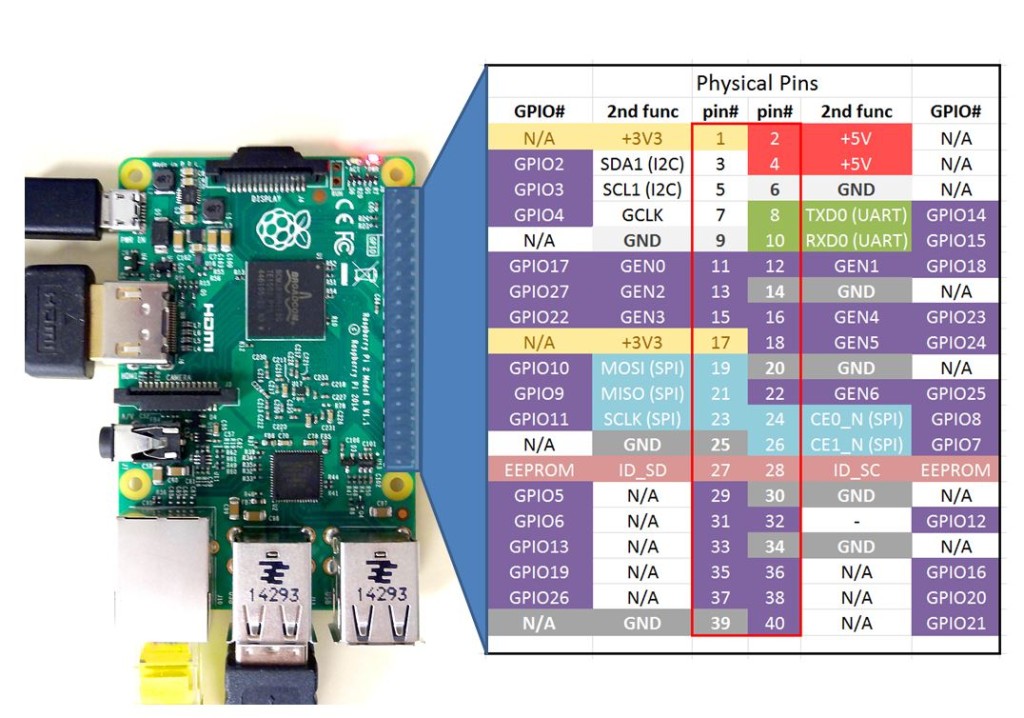 Physical Pins
GPIO# 2nd func pin# pin# 2nd func GPIO#
N/A +3V3 1 2 +5V N/A
GPIO2 SDA1 (I2C) 3 4 +5V N/A
GPIO3 SCL1 (I2C) 5 6 GND N/A
GPIO4 GCLK 7 8 TXD0 (UART) GPIO14
N/A GND 9 10 RXD0 (UART) GPIO15
GPIO17 GEN0 11 12 GEN1 GPIO18
GPIO27 GEN2 13 14 GND N/A
GPIO22 GEN3 15 16 GEN4 GPIO23
N/A +3V3 17 18 GEN5 GPIO24
GPIO10 MOSI (SPI) 19 20 GND N/A
GPIO9 MISO (SPI) 21 22 GEN6 GPIO25
GPIO11 SCLK (SPI) 23 24 CE0_N (SPI) GPIO8
N/A GND 25 26 CE1_N (SPI) GPIO7
EEPROM ID_SD 27 28 ID_SC EEPROM
GPIO5 N/A 29 30 GND N/A
GPIO6 N/A 31 32 - GPIO12
GPIO13 N/A 33 34 GND N/A
GPIO19 N/A 35 36 N/A GPIO16
GPIO26 N/A 37 38 N/A GPIO20
N/A GND 39 40 N/A GPIO21
DISPLAY
PWR IN
CE
FC
GPIO
BROADCOM
HDMI
HDMI
Raspberry Pi 2 Model B V1.1
© Raspberry Pi 2014
CAMERA
14293
14293